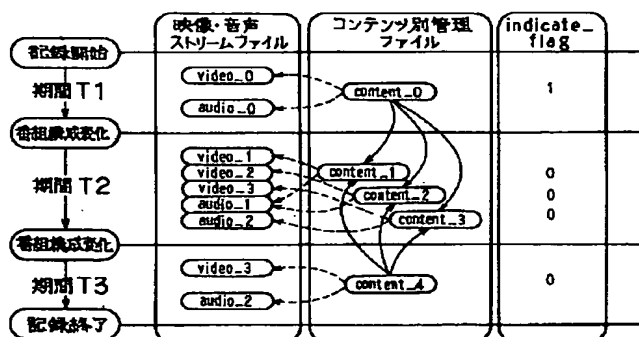 映像・音声
ストリームファイル
コンテンツ別管理
ファイル
indicate_
flag
記録開始
期間T1
番組構成変化
期間T2
番組構成変化
期間T3
記録終了
video_0
audio_0
content_0
1
video_1
video_2
video_3
audio_1
audio_2
content_1
content_2
content_3
0
0
0
video_3
audio_2
content_4
0